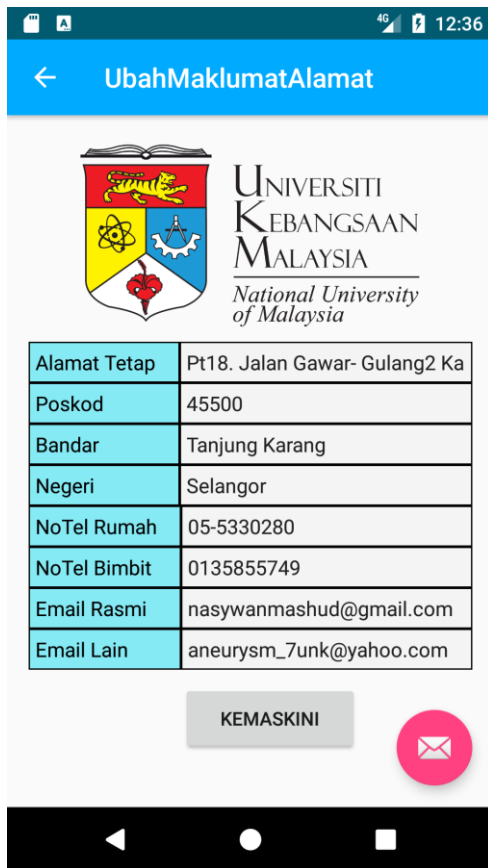 4G 12:36
UbahMaklumatAlamat
UNIVERSITI
KEBANGSAAN
MALAYSIA
National University
of Malaysia
Alamat Tetap Pt18. Jalan Gawar- Gulang2 Ka
Poskod 45500
Bandar Tanjung Karang
Negeri Selangor
NoTel Rumah 05-5330280
NoTel Bimbit 0135855749
Email Rasmi nasywanmashud@gmail.com
Email Lain aneurysm_7unk@yahoo.com
KEMASKINI